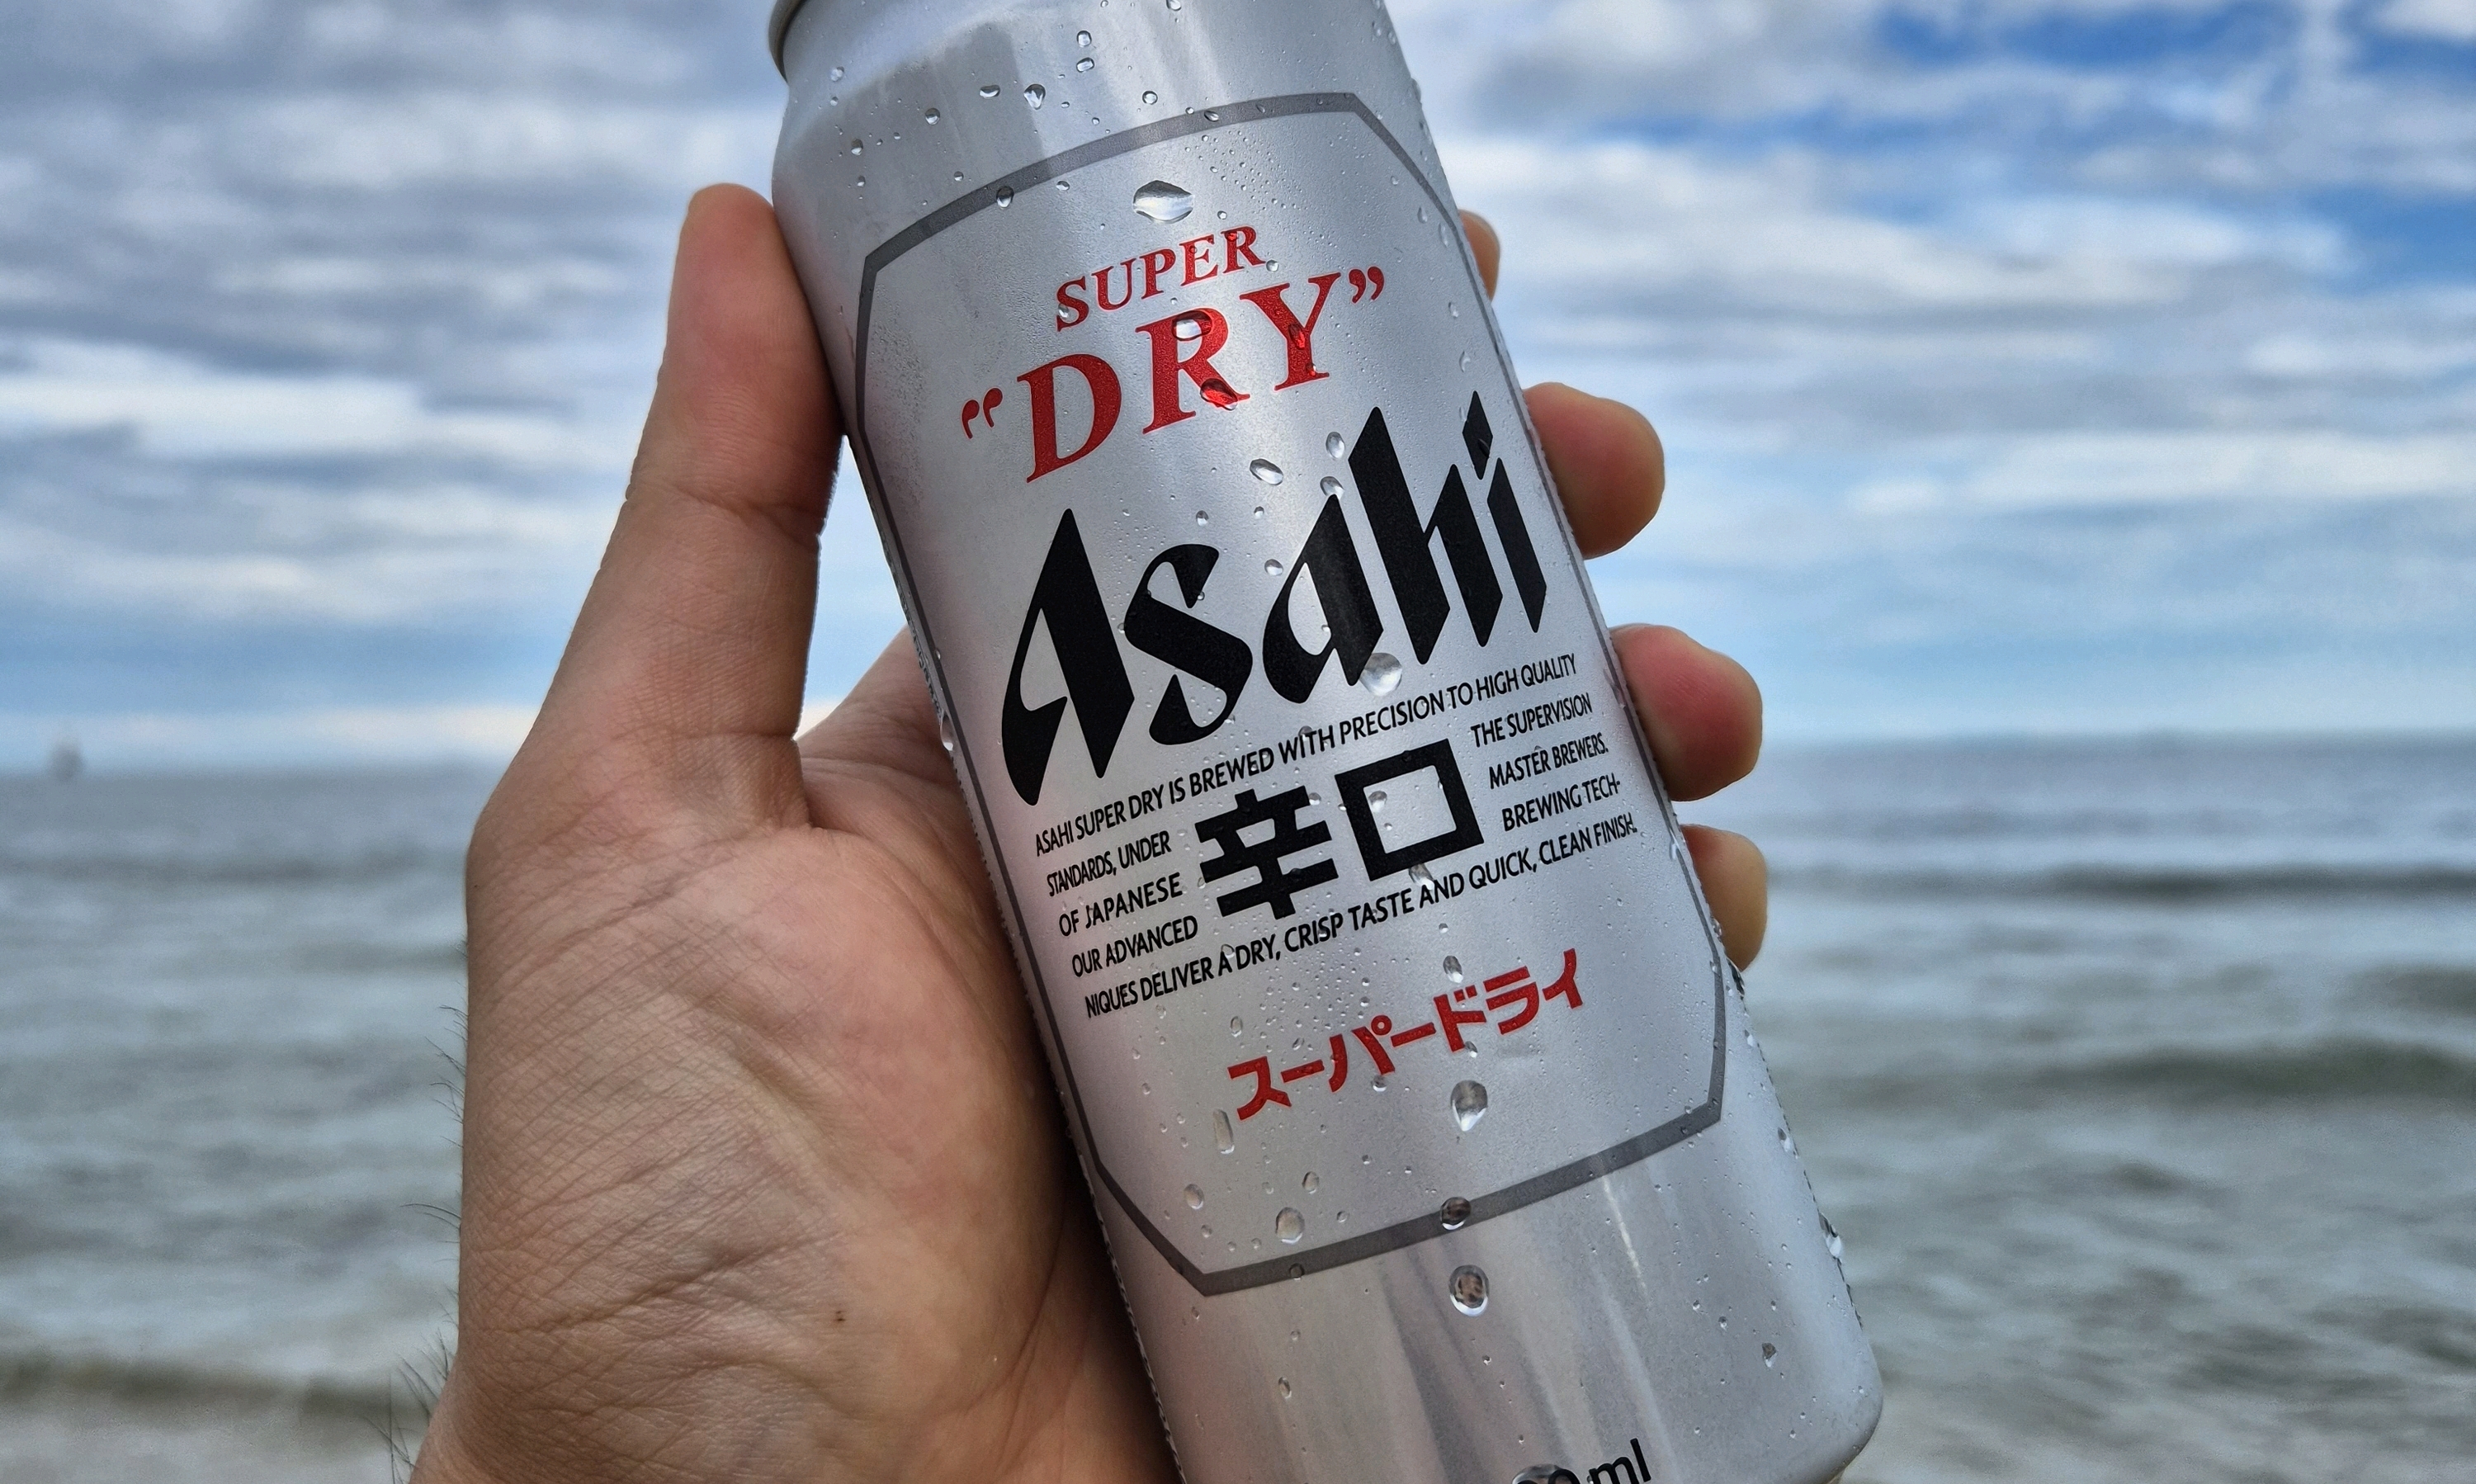 SUPER
“DRY”
Asahi
ASAHI SUPER DRY IS BREWED WITH PRECISION TO HIGH QUALITY
STANDARDS, UNDER THE SUPERVISION
OF JAPANESE MASTER BREWERS.
OUR ADVANCED BREWING TECH-
NIQUES DELIVER A DRY, CRISP TASTE AND QUICK, CLEAN FINISH.
辛口
スーパードライ
ml